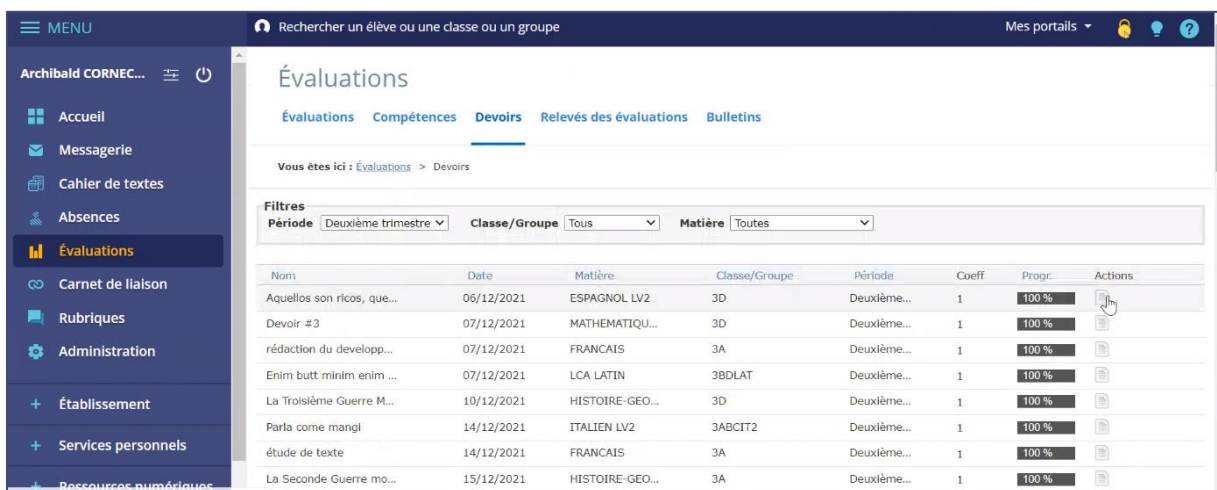 MENU
Rechercher un élève ou une classe ou un groupe
Mes portails
?
Archibald CORNEC...
Accueil
Messagerie
Cahier de textes
Absences
Évaluations
Carnet de liaison
Rubriques
Administration
+ Établissement
+ Services personnels
+ Ressources numériques
Évaluations
Évaluations Compétences Devoirs Relevés des évaluations Bulletins
Vous êtes ici : Évaluations > Devoirs
Filtres
Période Deuxième trimestre Classe/Groupe Tous Matière Toutes
Nom Date Matière Classe/Groupe Période Coeff Progr. Actions
Aquellos son ricos, que... 06/12/2021 ESPAGNOL LV2 3D Deuxième... 1 100 %
Devoir #3 07/12/2021 MATHEMATIQU... 3D Deuxième... 1 100 %
rédaction du developp... 07/12/2021 FRANCAIS 3A Deuxième... 1 100 %
Enim butt minim enim ... 07/12/2021 LCA LATIN 3BDLAT Deuxième... 1 100 %
La Troisième Guerre M... 10/12/2021 HISTOIRE-GEO... 3D Deuxième... 1 100 %
Parla come mangi 14/12/2021 ITALIEN LV2 3ABCIT2 Deuxième... 1 100 %
étude de texte 14/12/2021 FRANCAIS 3A Deuxième... 1 100 %
La Seconde Guerre mo... 15/12/2021 HISTOIRE-GEO... 3A Deuxième... 1 100 %